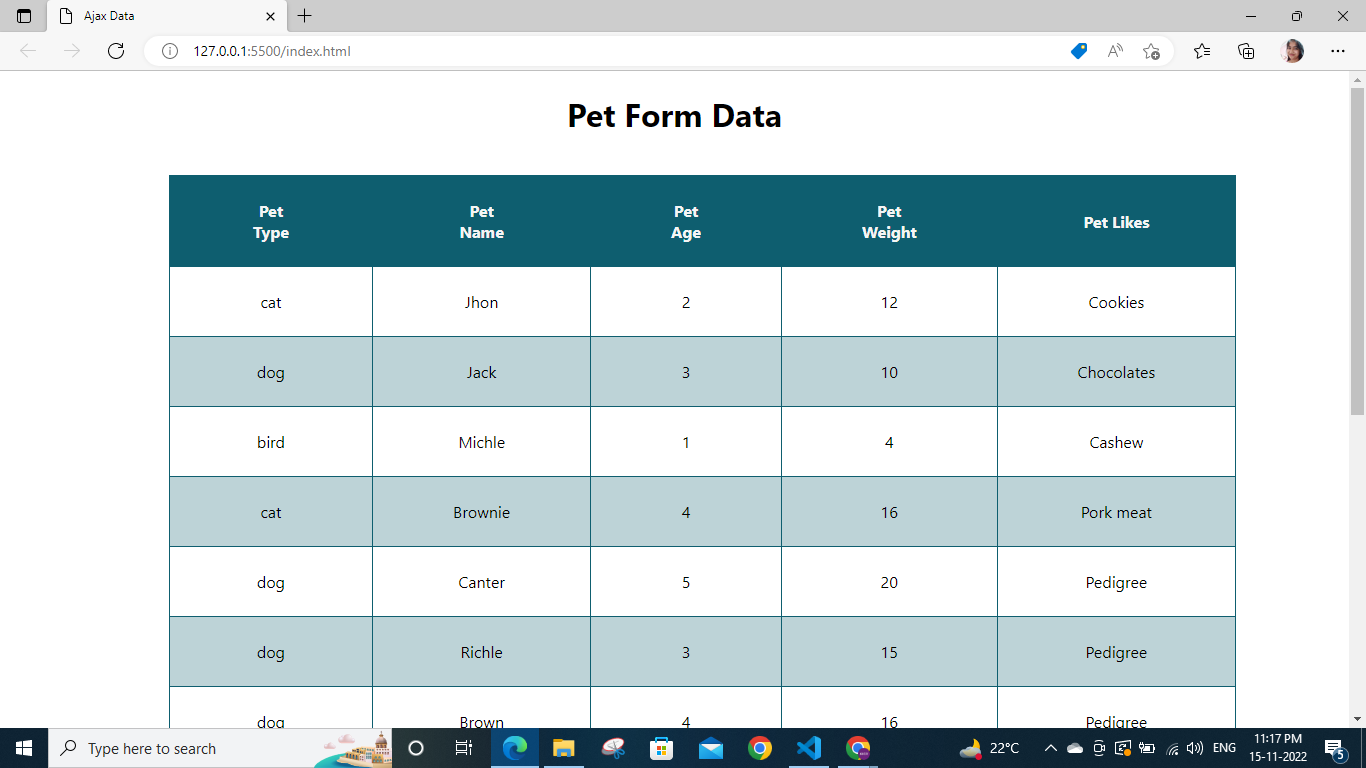 Ajax Data
127.0.0.1:5500/index.html
Pet Form Data
Pet Type Pet Name Pet Age Pet Weight Pet Likes
cat Jhon 2 12 Cookies
dog Jack 3 10 Chocolates
bird Michle 1 4 Cashew
cat Brownie 4 16 Pork meat
dog Canter 5 20 Pedigree
dog Richle 3 15 Pedigree
dog Brown 4 16 Pedigree
Type here to search
22°C
ENG
11:17 PM
15-11-2022
5